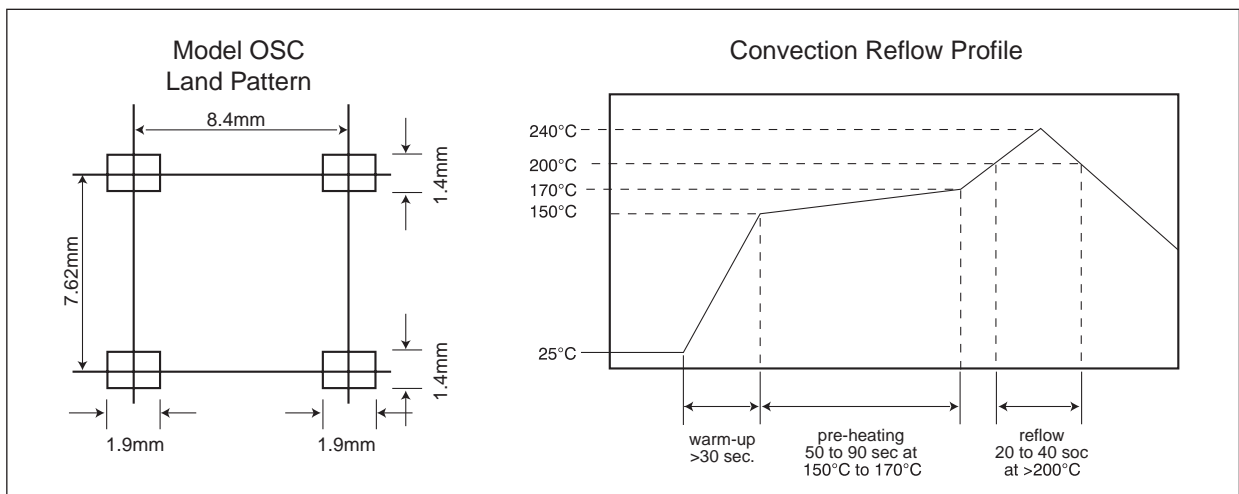 Model OSC
Land Pattern
8.4mm
1.4mm
7.62mm
1.4mm
1.9mm
1.9mm
Convection Reflow Profile
240°C
200°C
170°C
150°C
25°C
warm-up
>30 sec.
pre-heating
50 to 90 sec at
150°C to 170°C
reflow
20 to 40 soc
at >200°C